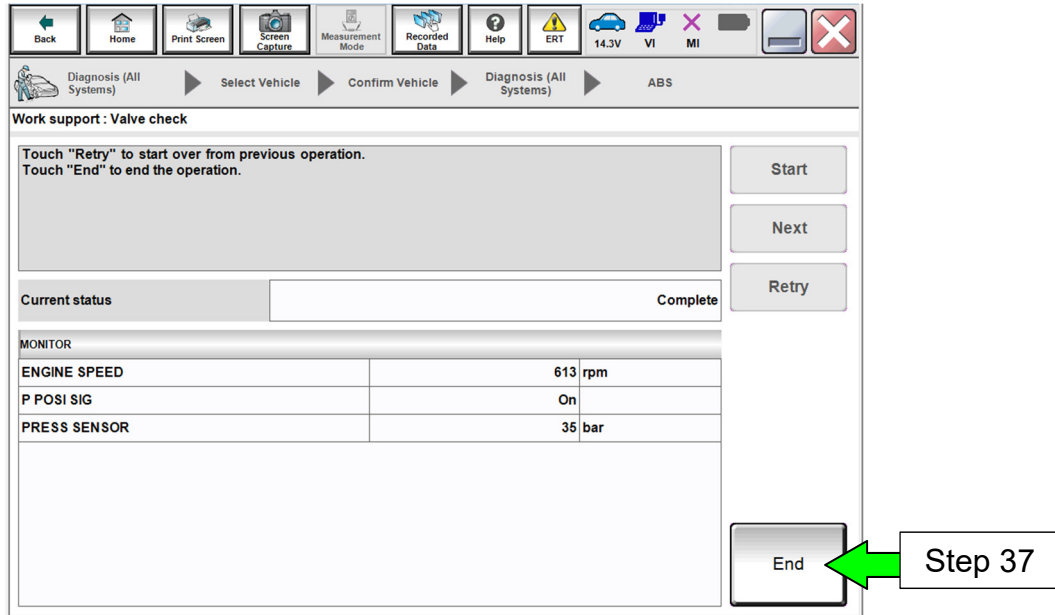 Back
Home
Print Screen
Screen
Capture
Measurement
Mode
Recorded
Data
Help
ERT
14.3V
VI
MI
Diagnosis (All
Systems)
Select Vehicle
Confirm Vehicle
Diagnosis (All
Systems)
ABS
Work support : Valve check
Touch "Retry" to start over from previous operation.
Touch "End" to end the operation.
Start
Next
Retry
Current status Complete
MONITOR
ENGINE SPEED 613 rpm
P POSI SIG On
PRESS SENSOR 35 bar
End
Step 37